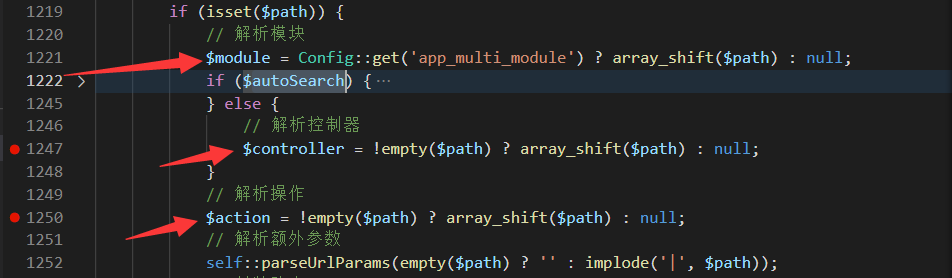 1219 if (isset($path)) {
1220 // 解析模块
1221 $module = Config::get('app_multi_module') ? array_shift($path) : null;
1222 if ($autoSearch) { ···
1245 } else {
1246 // 解析控制器
1247 $controller = !empty($path) ? array_shift($path) : null;
1248 }
1249 // 解析操作
1250 $action = !empty($path) ? array_shift($path) : null;
1251 // 解析额外参数
1252 self::parseUrlParams(empty($path) ? '' : implode('|', $path));